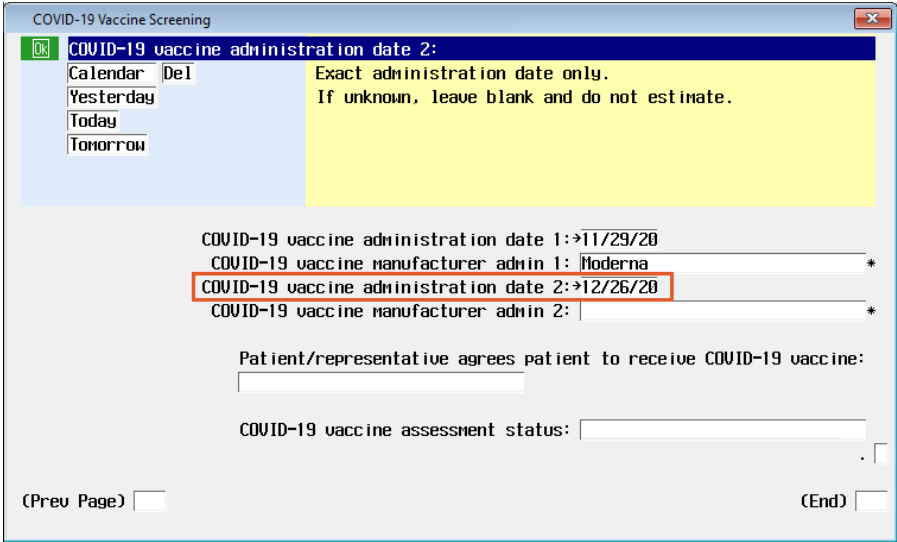 COVID-19 Vaccine Screening
Ok COVID-19 vaccine administration date 2:
Calendar Del Exact administration date only.
Yesterday If unknown, leave blank and do not estimate.
Today
Tomorrow
COVID-19 vaccine administration date 1:→11/29/20
COVID-19 vaccine manufacturer admin 1: Moderna *
COVID-19 vaccine administration date 2:→12/26/20
COVID-19 vaccine manufacturer admin 2: *
Patient/representative agrees patient to receive COVID-19 vaccine:
COVID-19 vaccine assessment status:
.
(Prev Page) (End)